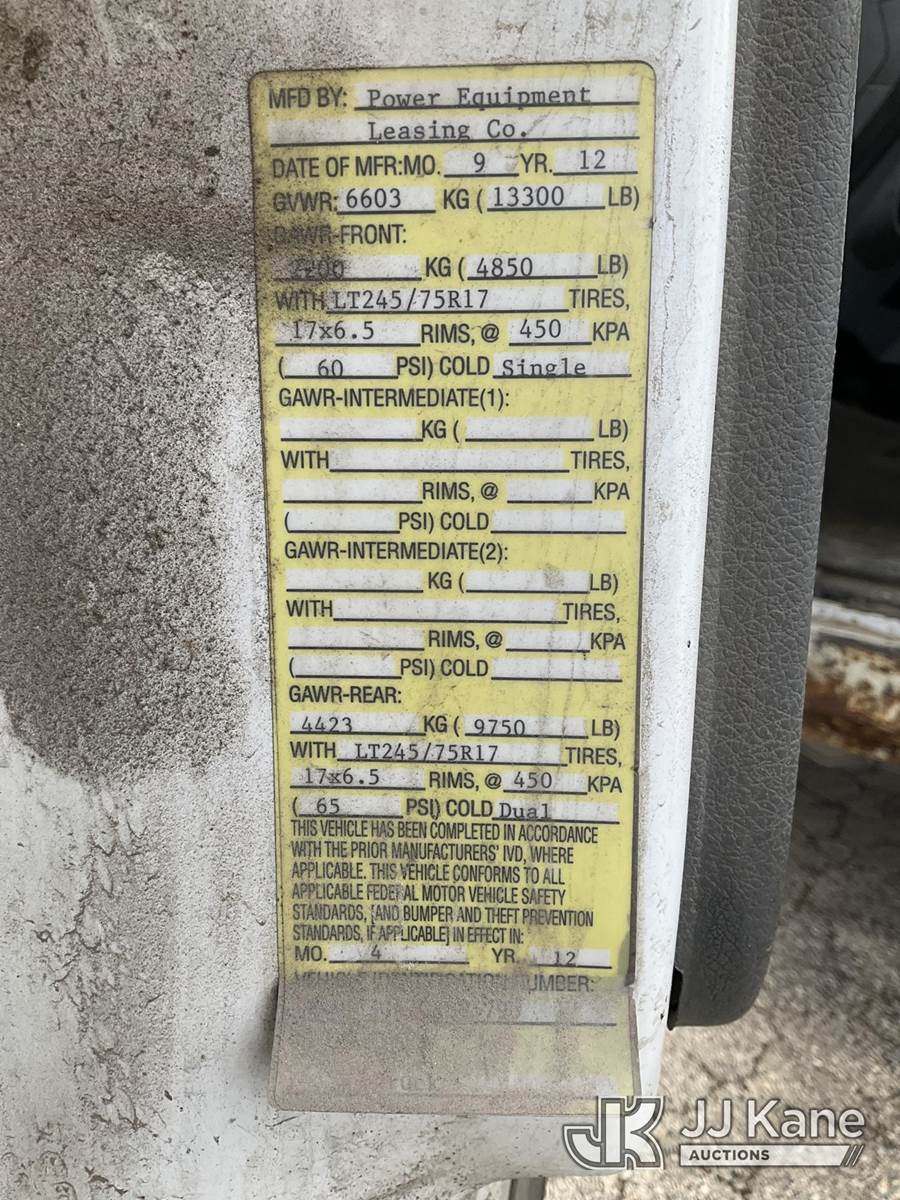 MFD BY: Power Equipment
Leasing Co.
DATE OF MFR:MO. 9 YR. 12
GVWR: 6603 KG ( 13300 LB)
GAWR-FRONT:
2200 KG ( 4850 LB)
WITH LT245/75R17 TIRES,
17x6.5 RIMS, @ 450 KPA
( 60 PSI) COLD Single
GAWR-INTERMEDIATE(1):
KG ( LB)
WITH TIRES,
RIMS, @ KPA
( PSI) COLD
GAWR-INTERMEDIATE(2):
KG ( LB)
WITH TIRES,
RIMS, @ KPA
( PSI) COLD
GAWR-REAR:
4423 KG ( 9750 LB)
WITH LT245/75R17 TIRES,
17x6.5 RIMS, @ 450 KPA
( 65 PSI) COLD Dual
THIS VEHICLE HAS BEEN COMPLETED IN ACCORDANCE
WITH THE PRIOR MANUFACTURERS' IVD, WHERE
APPLICABLE. THIS VEHICLE CONFORMS TO ALL
APPLICABLE FEDERAL MOTOR VEHICLE SAFETY
STANDARDS, [AND BUMPER AND THEFT PREVENTION
STANDARDS, IF APPLICABLE] IN EFFECT IN:
MO. 4 YR. 12
VEHICLE IDENTIFICATION NUMBER:
JK JJ Kane
AUCTIONS